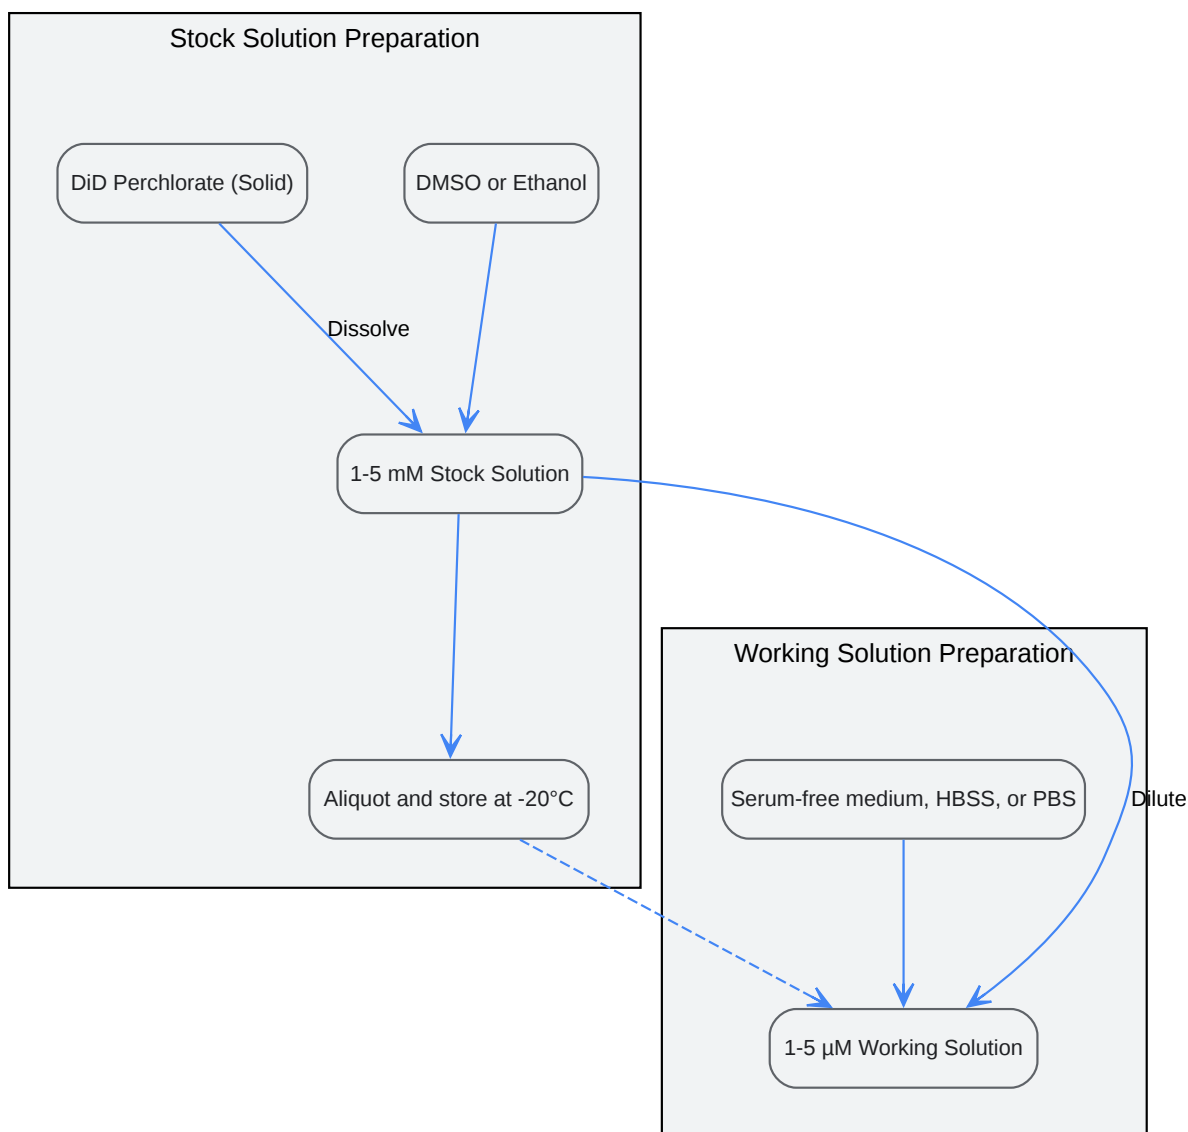 Stock Solution Preparation
DiD Perchlorate (Solid)
DMSO or Ethanol
Dissolve
1-5 mM Stock Solution
Aliquot and store at -20°C
Working Solution Preparation
Serum-free medium, HBSS, or PBS
Dilute
1-5 µM Working Solution